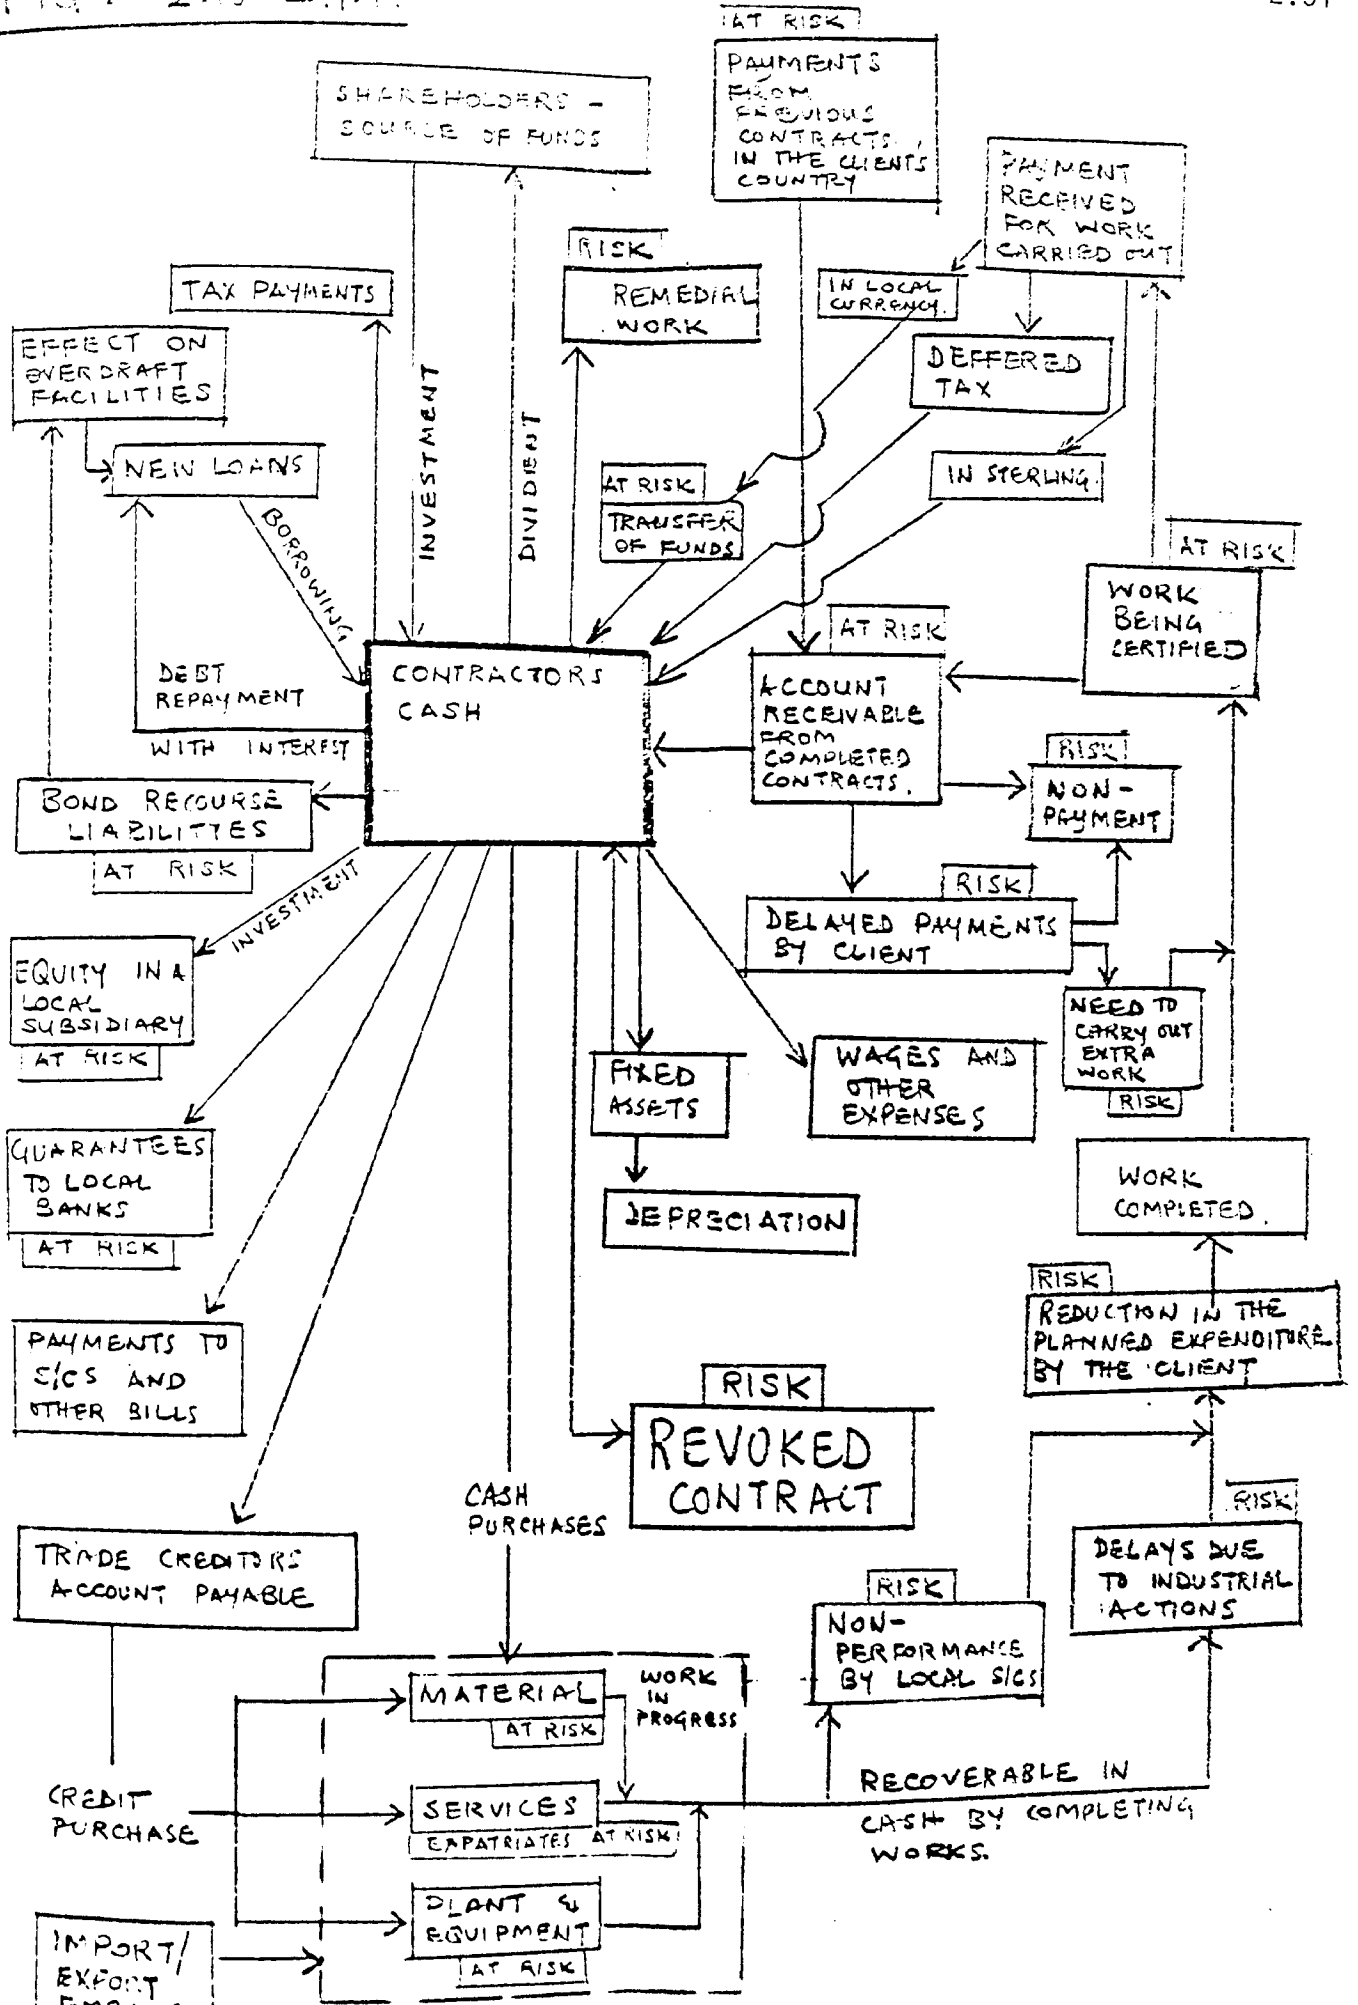 AT RISK
PAYMENTS
FROM
PREVIOUS
CONTRACTS
IN THE CLIENTS
COUNTRY
SHAREHOLDERS -
SOURCE OF FUNDS
PAYMENT
RECEIVED
FOR WORK
CARRIED OUT
RISK
REMEDIAL
WORK
TAX PAYMENTS
IN LOCAL
CURRENCY.
EFFECT ON
OVERDRAFT
FACILITIES
DEFFERED
TAX
INVESTMENT
DIVIDENT
NEW LOANS
BORROWING
AT RISK
TRANSFER
OF FUNDS
IN STERLING.
AT RISK
WORK
BEING
CERTIFIED
AT RISK
ACCOUNT
RECEIVABLE
FROM
COMPLETED
CONTRACTS.
CONTRACTORS
CASH
DEBT
REPAYMENT
WITH INTEREST
RISK
NON-
PAYMENT
BOND RECOURSE
LIABILITTES
AT RISK
INVESTMENT
RISK
DELAYED PAYMENTS
BY CLIENT
EQUITY IN A
LOCAL
SUBSIDIARY
AT RISK
NEED TO
CARRY OUT
EXTRA
WORK
RISK
FIXED
ASSETS
WAGES AND
OTHER
EXPENSES
GUARANTEES
TO LOCAL
BANKS
AT RISK
DEPRECIATION
WORK
COMPLETED.
RISK
REDUCTION IN THE
PLANNED EXPENDITURE
BY THE CLIENT
PAYMENTS TO
S/CS AND
OTHER BILLS
RISK
REVOKED
CONTRACT
CASH
PURCHASES
RISK
DELAYS DUE
TO INDUSTRIAL
ACTIONS
TRADE CREDITORS
ACCOUNT PAYABLE
RISK
NON-
PERFORMANCE
BY LOCAL S/CS
MATERIAL
AT RISK
WORK
IN
PROGRESS
CREDIT
PURCHASE
SERVICES
EXPATRIATES AT RISK
RECOVERABLE IN
CASH BY COMPLETING
WORKS.
PLANT &
EQUIPMENT
AT RISK
IMPORT/
EXPORT